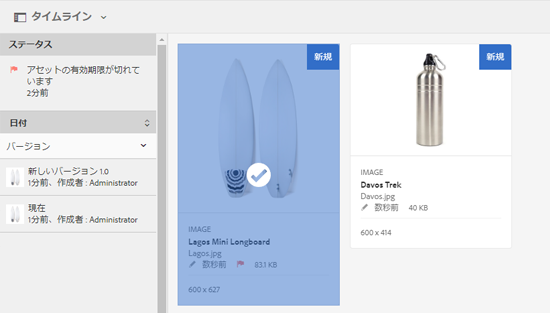 タイムライン
ステータス
アセットの有効期限が切れて
います
2分前
日付
バージョン
新しいバージョン 1.0
1分前、作成者 : Administrator
現在
1分前、作成者 : Administrator
新規
IMAGE
Lagos Mini Longboard
Lagos.jpg
数秒前 83.1 KB
600 x 627
新規
IMAGE
Davos Trek
Davos.jpg
数秒前 40 KB
600 x 414